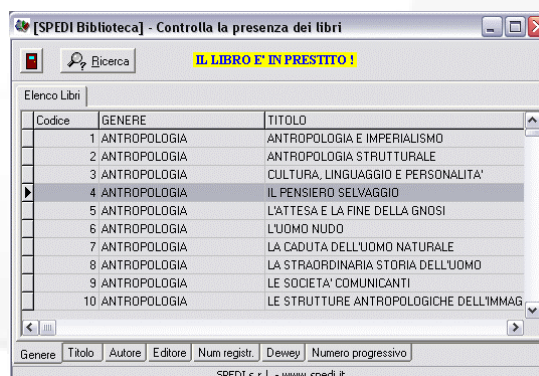 [SPEDI Biblioteca] - Controlla la presenza dei libri
Ricerca IL LIBRO E' IN PRESTITO !
Elenco Libri
Codice GENERE TITOLO
1 ANTROPOLOGIA ANTROPOLOGIA E IMPERIALISMO
2 ANTROPOLOGIA ANTROPOLOGIA STRUTTURALE
3 ANTROPOLOGIA CULTURA, LINGUAGGIO E PERSONALITA'
4 ANTROPOLOGIA IL PENSIERO SELVAGGIO
5 ANTROPOLOGIA L'ATTESA E LA FINE DELLA GNOSI
6 ANTROPOLOGIA L'UOMO NUDO
7 ANTROPOLOGIA LA CADUTA DELL'UOMO NATURALE
8 ANTROPOLOGIA LA STRAORDINARIA STORIA DELL'UOMO
9 ANTROPOLOGIA LE SOCIETA' COMUNICANTI
10 ANTROPOLOGIA LE STRUTTURE ANTROPOLOGICHE DELL'IMMAG
Genere Titolo Autore Editore Num registr. Dewey Numero progressivo
SPEDI s.r.l. - www.spedi.it